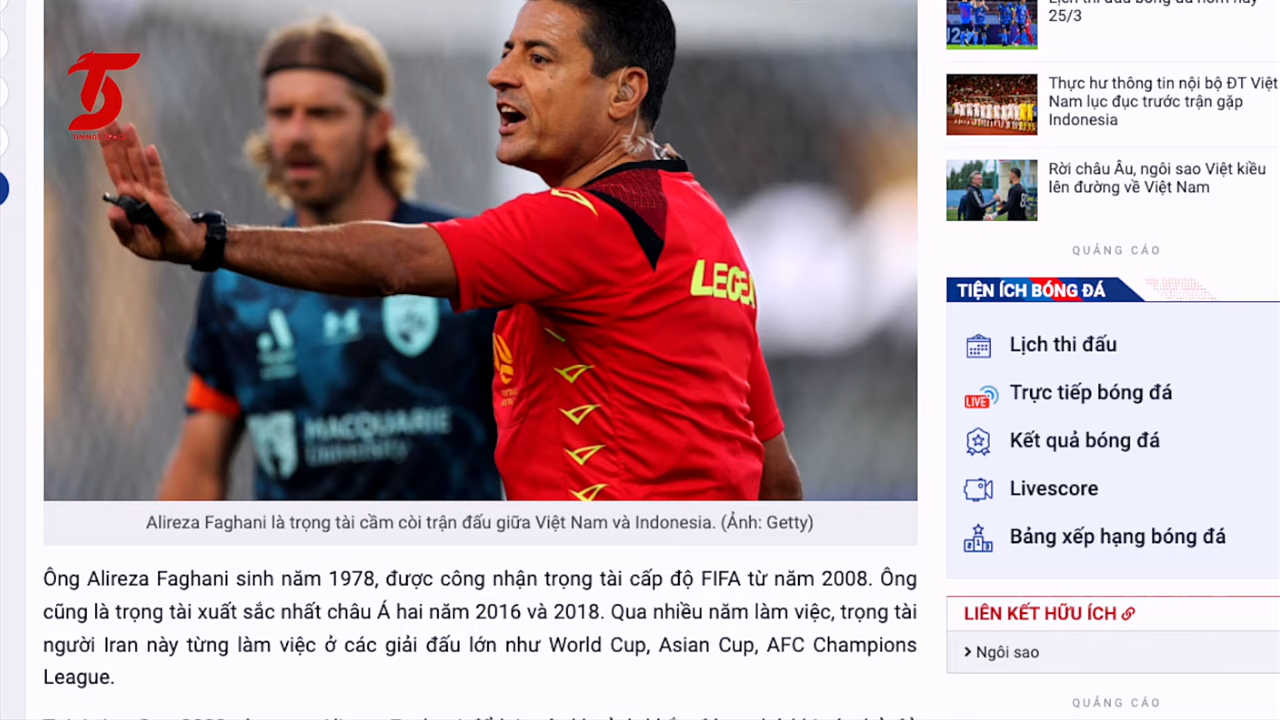 LEGEA
MACQUARIE
University
Alireza Faghani là trọng tài cầm còi trận đấu giữa Việt Nam và Indonesia. (Ảnh: Getty)
Ông Alireza Faghani sinh năm 1978, được công nhận trọng tài cấp độ FIFA từ năm 2008. Ông
cũng là trọng tài xuất sắc nhất châu Á hai năm 2016 và 2018. Qua nhiều năm làm việc, trọng tài
người Iran này từng làm việc ở các giải đấu lớn như World Cup, Asian Cup, AFC Champions
League.
25/3
Thực hư thông tin nội bộ ĐT Việt
Nam lục đục trước trận gặp
Indonesia
Rời châu Âu, ngôi sao Việt kiều
lên đường về Việt Nam
QUẢNG CÁO
TIỆN ÍCH BÓNG ĐÁ
Lịch thi đấu
LIVE
Trực tiếp bóng đá
Kết quả bóng đá
Livescore
Bảng xếp hạng bóng đá
LIÊN KẾT HỮU ÍCH
Ngôi sao
QUẢNG CÁO